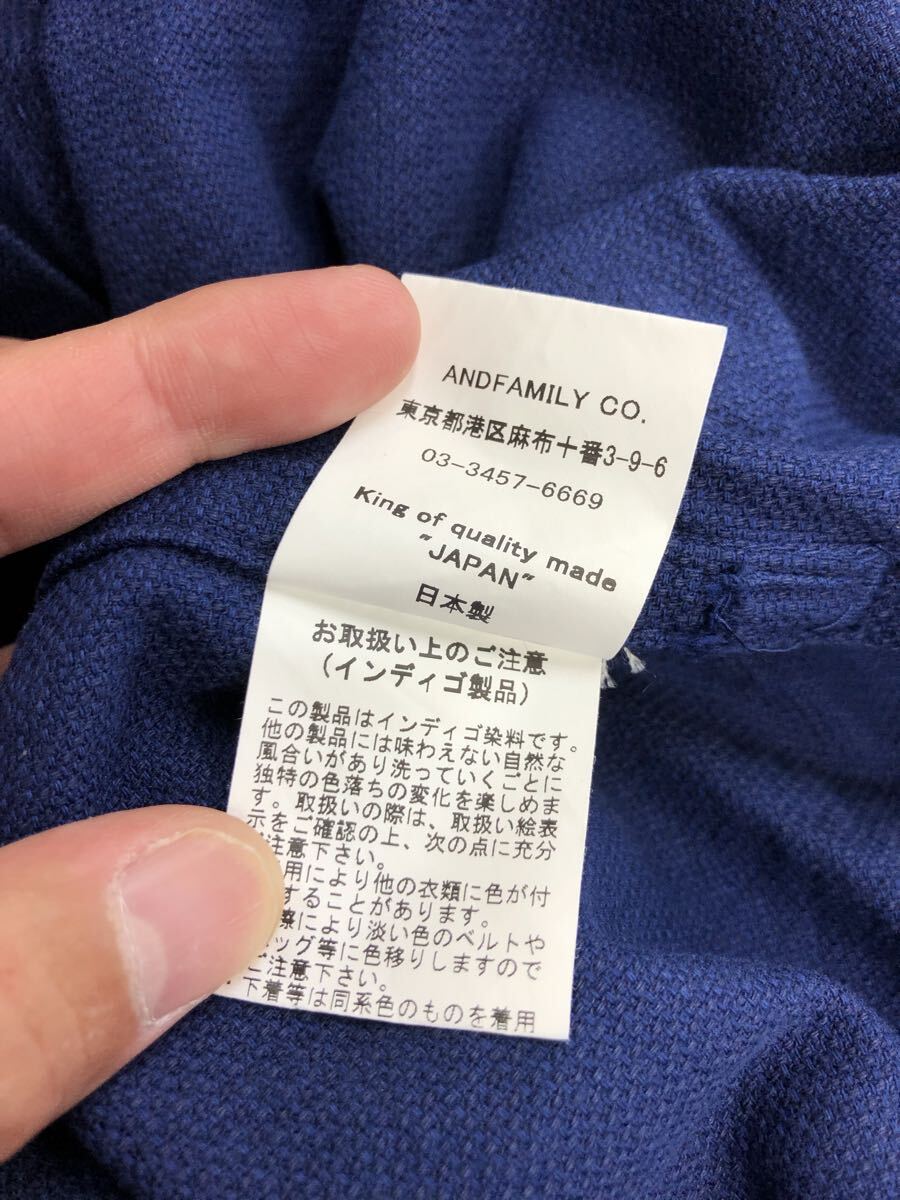 ANDFAMILY CO.
東京都港区麻布十番3-9-6
03-3457-6669
King of quality made
"JAPAN"
日本製
お取扱い上のご注意
(インディゴ製品)
この製品はインディゴ染料です。
他の製品には味わえない自然な
風合いがあり洗っていくごとに
独特の色落ちの変化を楽しめま
す。取扱いの際は、取扱い絵表
示をご確認の上、次の点に充分
ご注意下さい。
用により他の衣類に色が付
することがあります。
により淡い色のベルトや
ッグ等に色移りしますので
ご注意下さい。
・下着等は同系色のものを着用